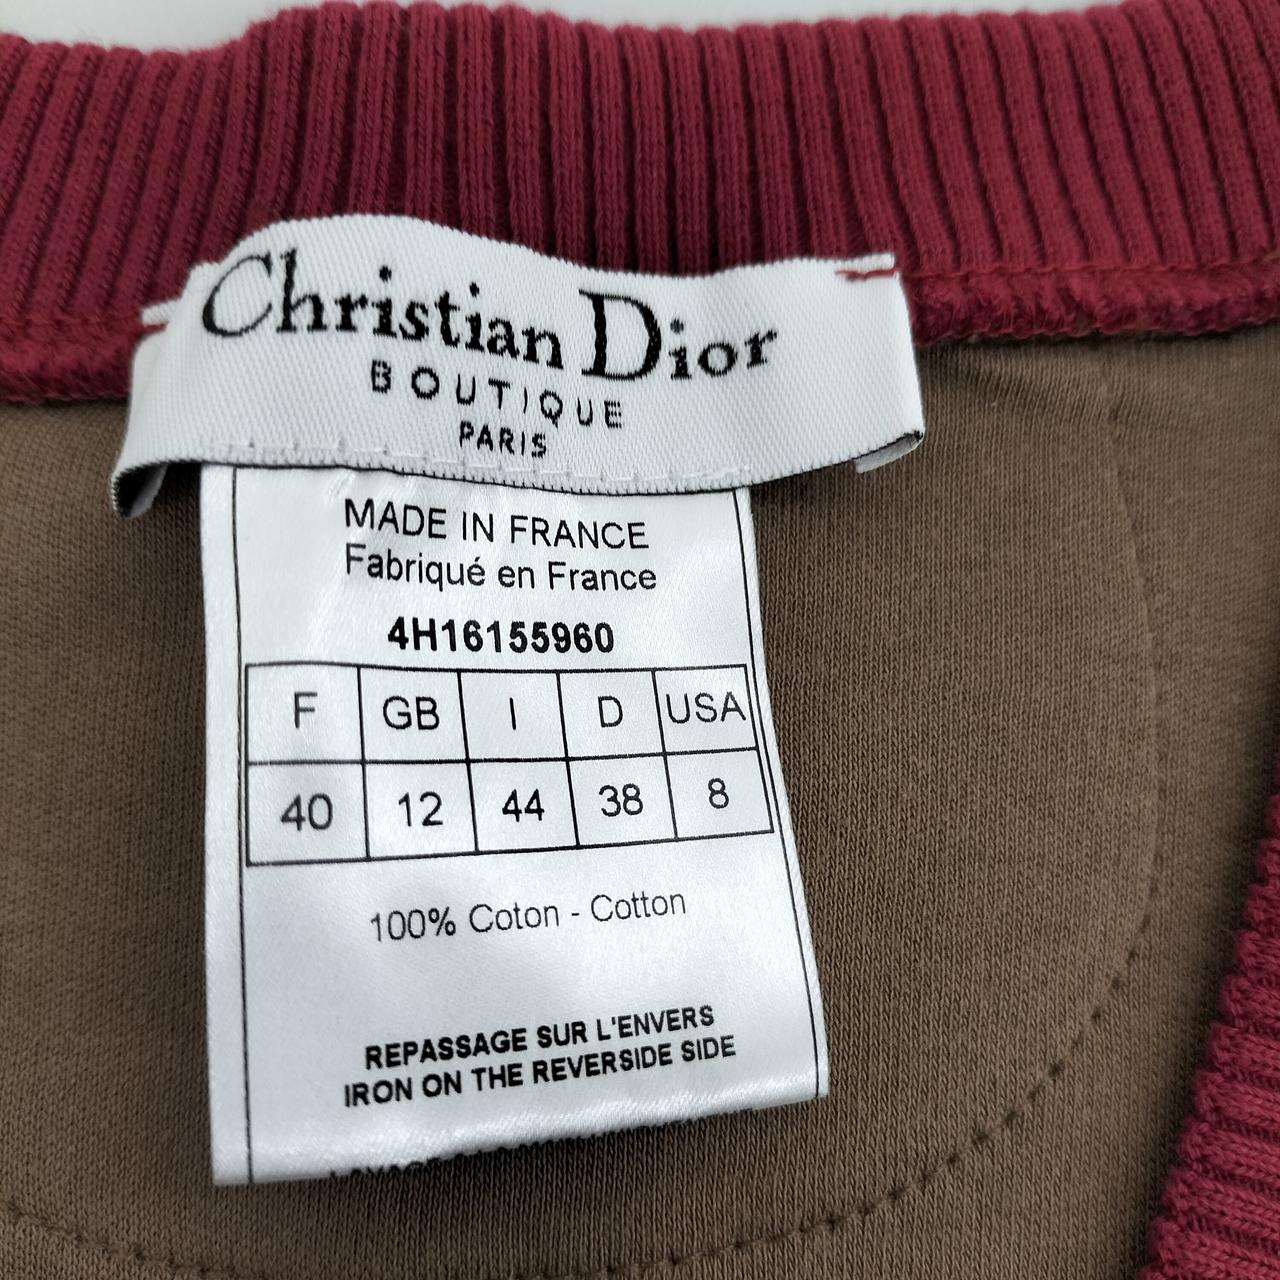 Christian Dior
BOUTIQUE
PARIS
MADE IN FRANCE
Fabriqué en France
4H16155960
F GB I D USA
40 12 44 38 8
100% Coton - Cotton
REPASSAGE SUR L'ENVERS
IRON ON THE REVERSIDE SIDE